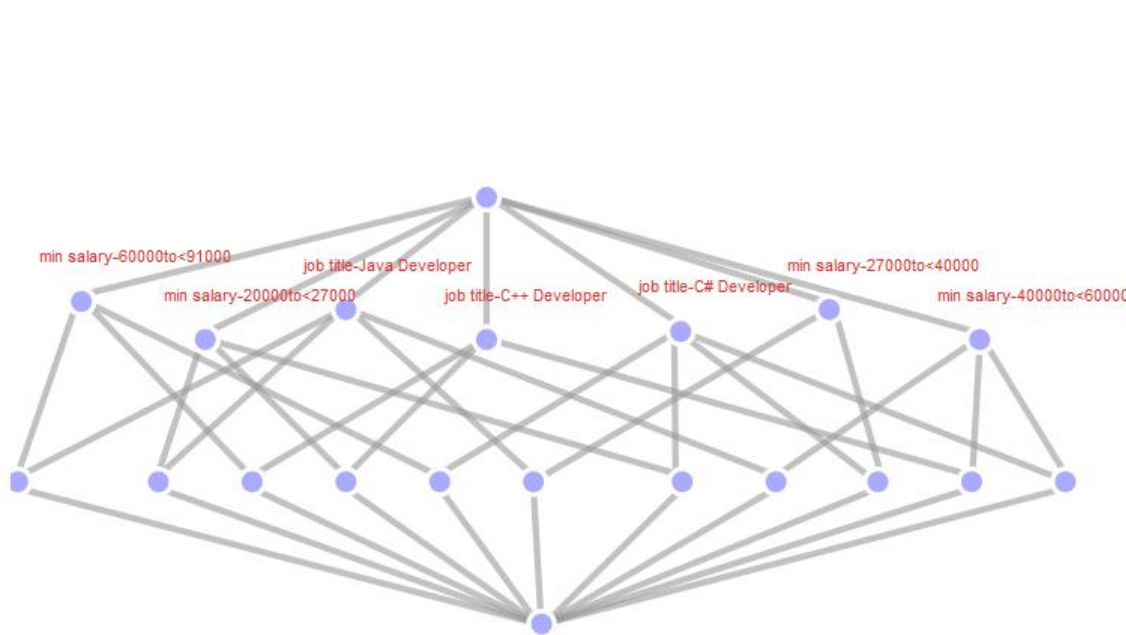 min salary-60000to<91000
job title-Java Developer
min salary-27000to<40000
min salary-20000to<27000
job title-C++ Developer
job title-C# Developer
min salary-40000to<60000